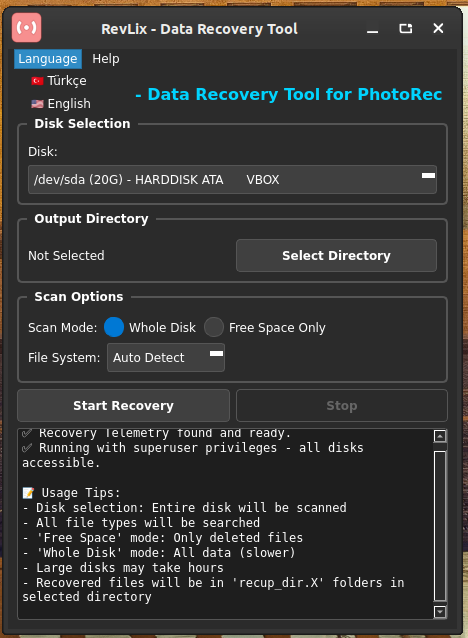 RevLix - Data Recovery Tool
Language Help
Türkçe
English
- Data Recovery Tool for PhotoRec
Disk Selection
Disk:
/dev/sda (20G) - HARDDISK ATA VBOX
Output Directory
Not Selected
Select Directory
Scan Options
Scan Mode: Whole Disk Free Space Only
File System: Auto Detect
Start Recovery Stop
✅ Recovery Telemetry found and ready.
✅ Running with superuser privileges - all disks
accessible.
📝 Usage Tips:
- Disk selection: Entire disk will be scanned
- All file types will be searched
- 'Free Space' mode: Only deleted files
- 'Whole Disk' mode: All data (slower)
- Large disks may take hours
- Recovered files will be in 'recup_dir.X' folders in
selected directory